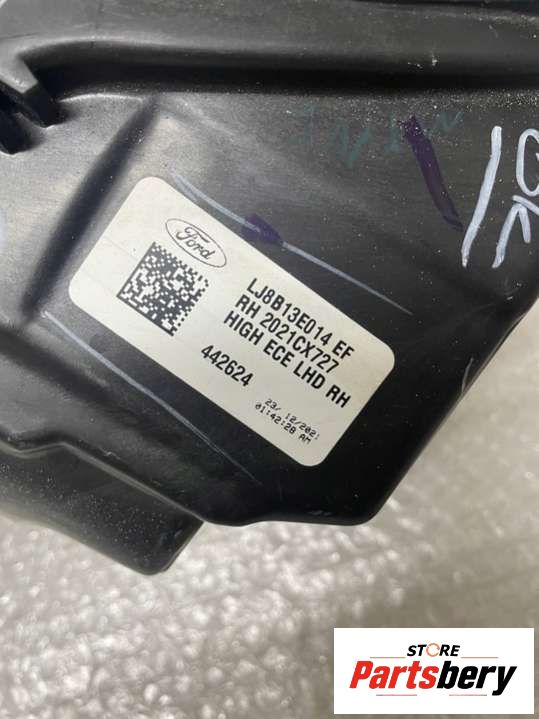 Ford
LJ8B13E014 EF
RH 2021CX727
HIGH ECE LHD RH
442624
23/12/2021
01:42:28 AM
STORE
Partsbery